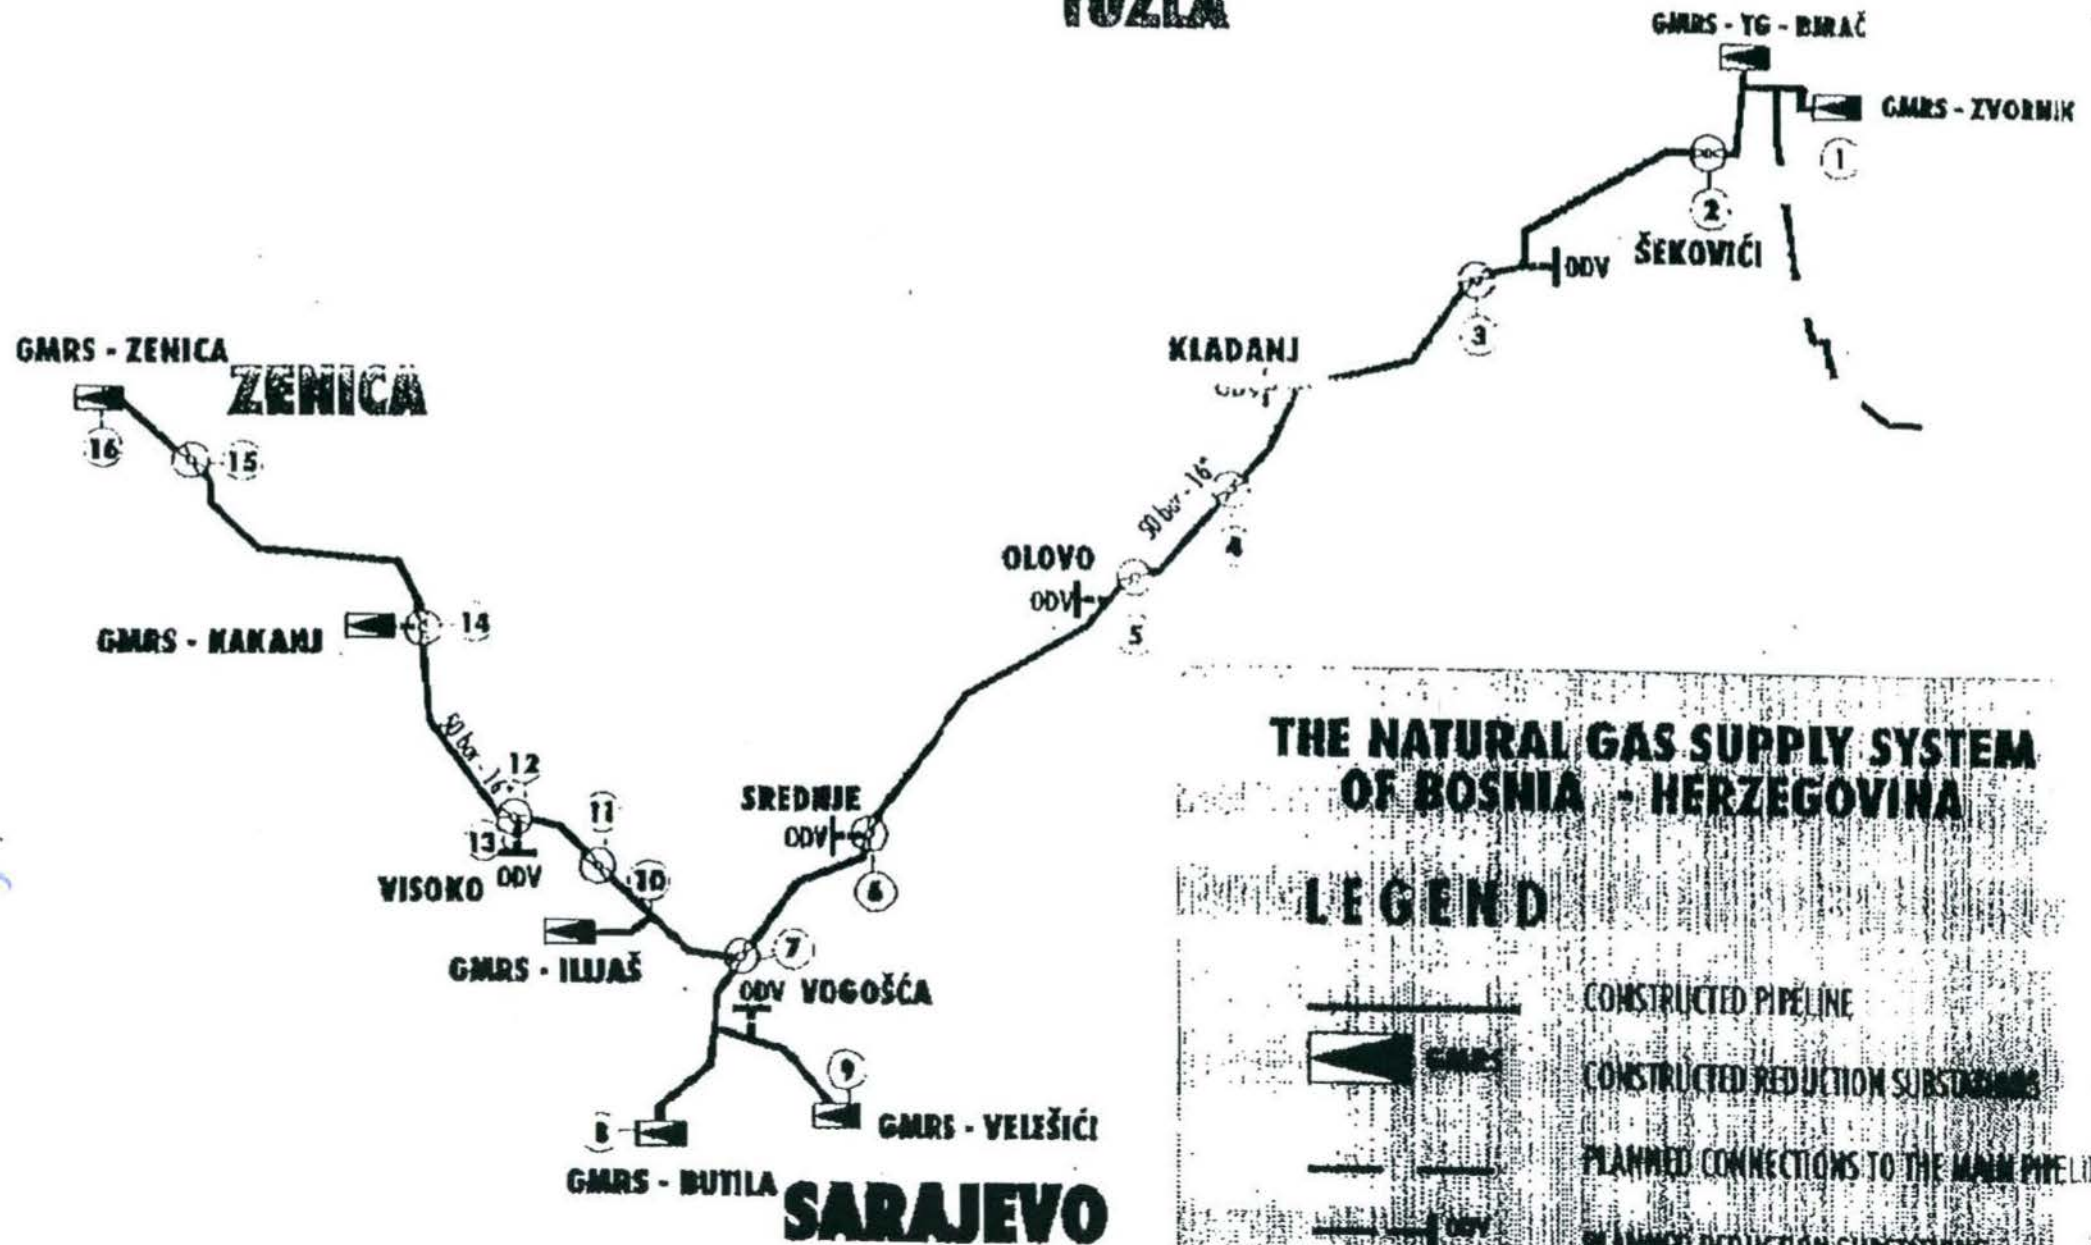 TUZLA
GMRS - TG - BIRAČ
GMRS - ZVORNIK
1
2
ŠEKOVIĆI
ODV
3
KLADANJ
GMRS - ZENICA
ZENICA
16
15
50 bar - 16"
4
OLOVO
ODV
5
GMRS - KAKANJ
14
50 bar - 16"
12
11
13
VISOKO
ODV
10
SREDNJE
ODV
6
7
GMRS - ILIJAŠ
ODV
VOGOŠĆA
9
GMRS - VELEŠIĆI
8
GMRS - BUTILA
SARAJEVO
THE NATURAL GAS SUPPLY SYSTEM
OF BOSNIA - HERZEGOVINA
LEGEND
CONSTRUCTED PIPELINE
GMRS
CONSTRUCTED REDUCTION SUBSTATIONS
PLANNED CONNECTIONS TO THE MAIN PIPELI
ODV